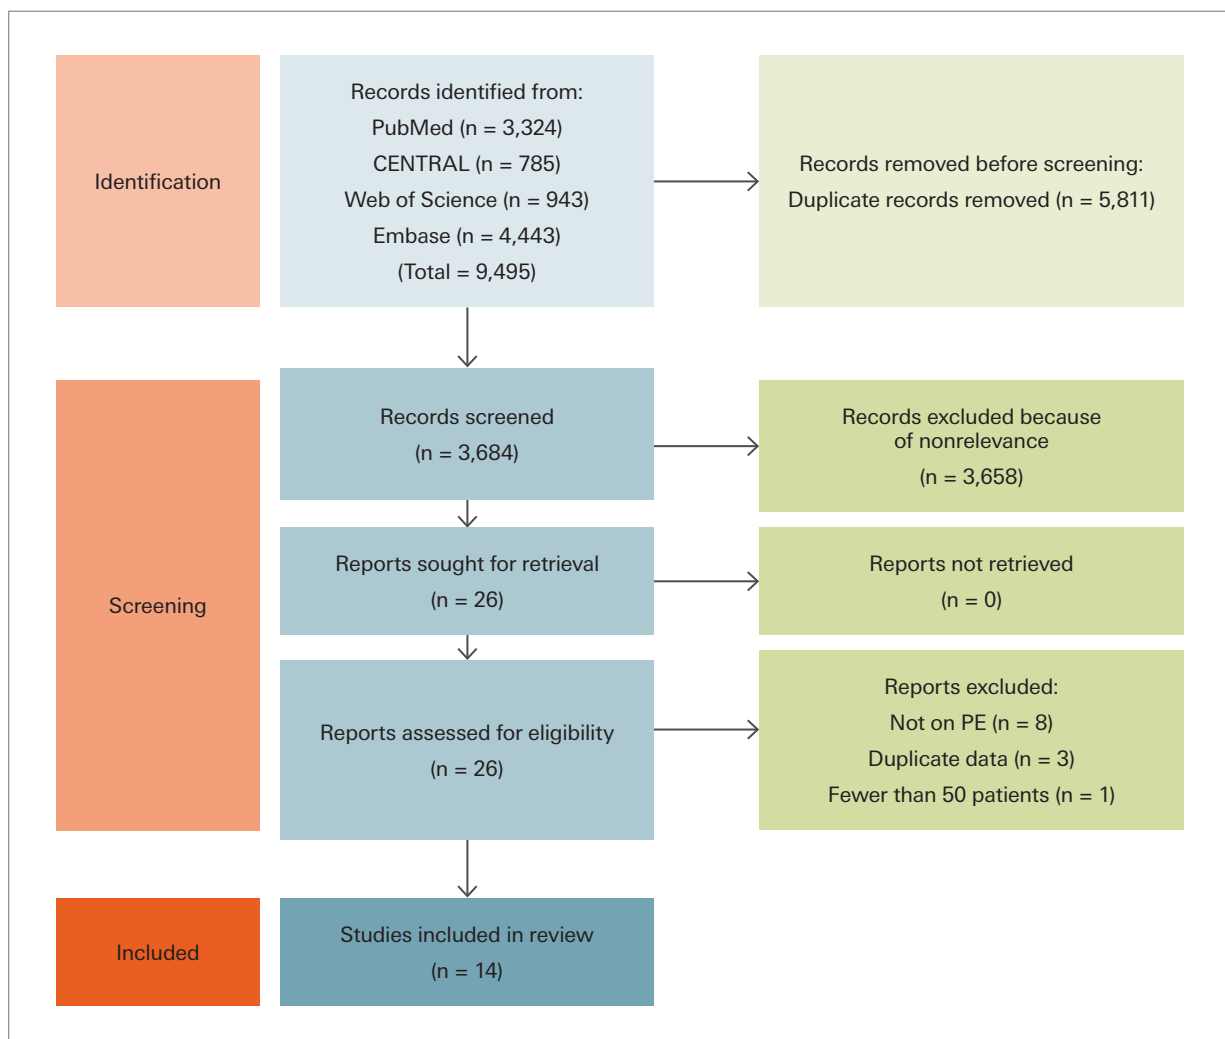 Identification
Records identified from:
PubMed (n = 3,324)
CENTRAL (n = 785)
Web of Science (n = 943)
Embase (n = 4,443)
(Total = 9,495)
Records removed before screening:
Duplicate records removed (n = 5,811)
Screening
Records screened
(n = 3,684)
Records excluded because
of nonrelevance
(n = 3,658)
Reports sought for retrieval
(n = 26)
Reports not retrieved
(n = 0)
Reports assessed for eligibility
(n = 26)
Reports excluded:
Not on PE (n = 8)
Duplicate data (n = 3)
Fewer than 50 patients (n = 1)
Included
Studies included in review
(n = 14)